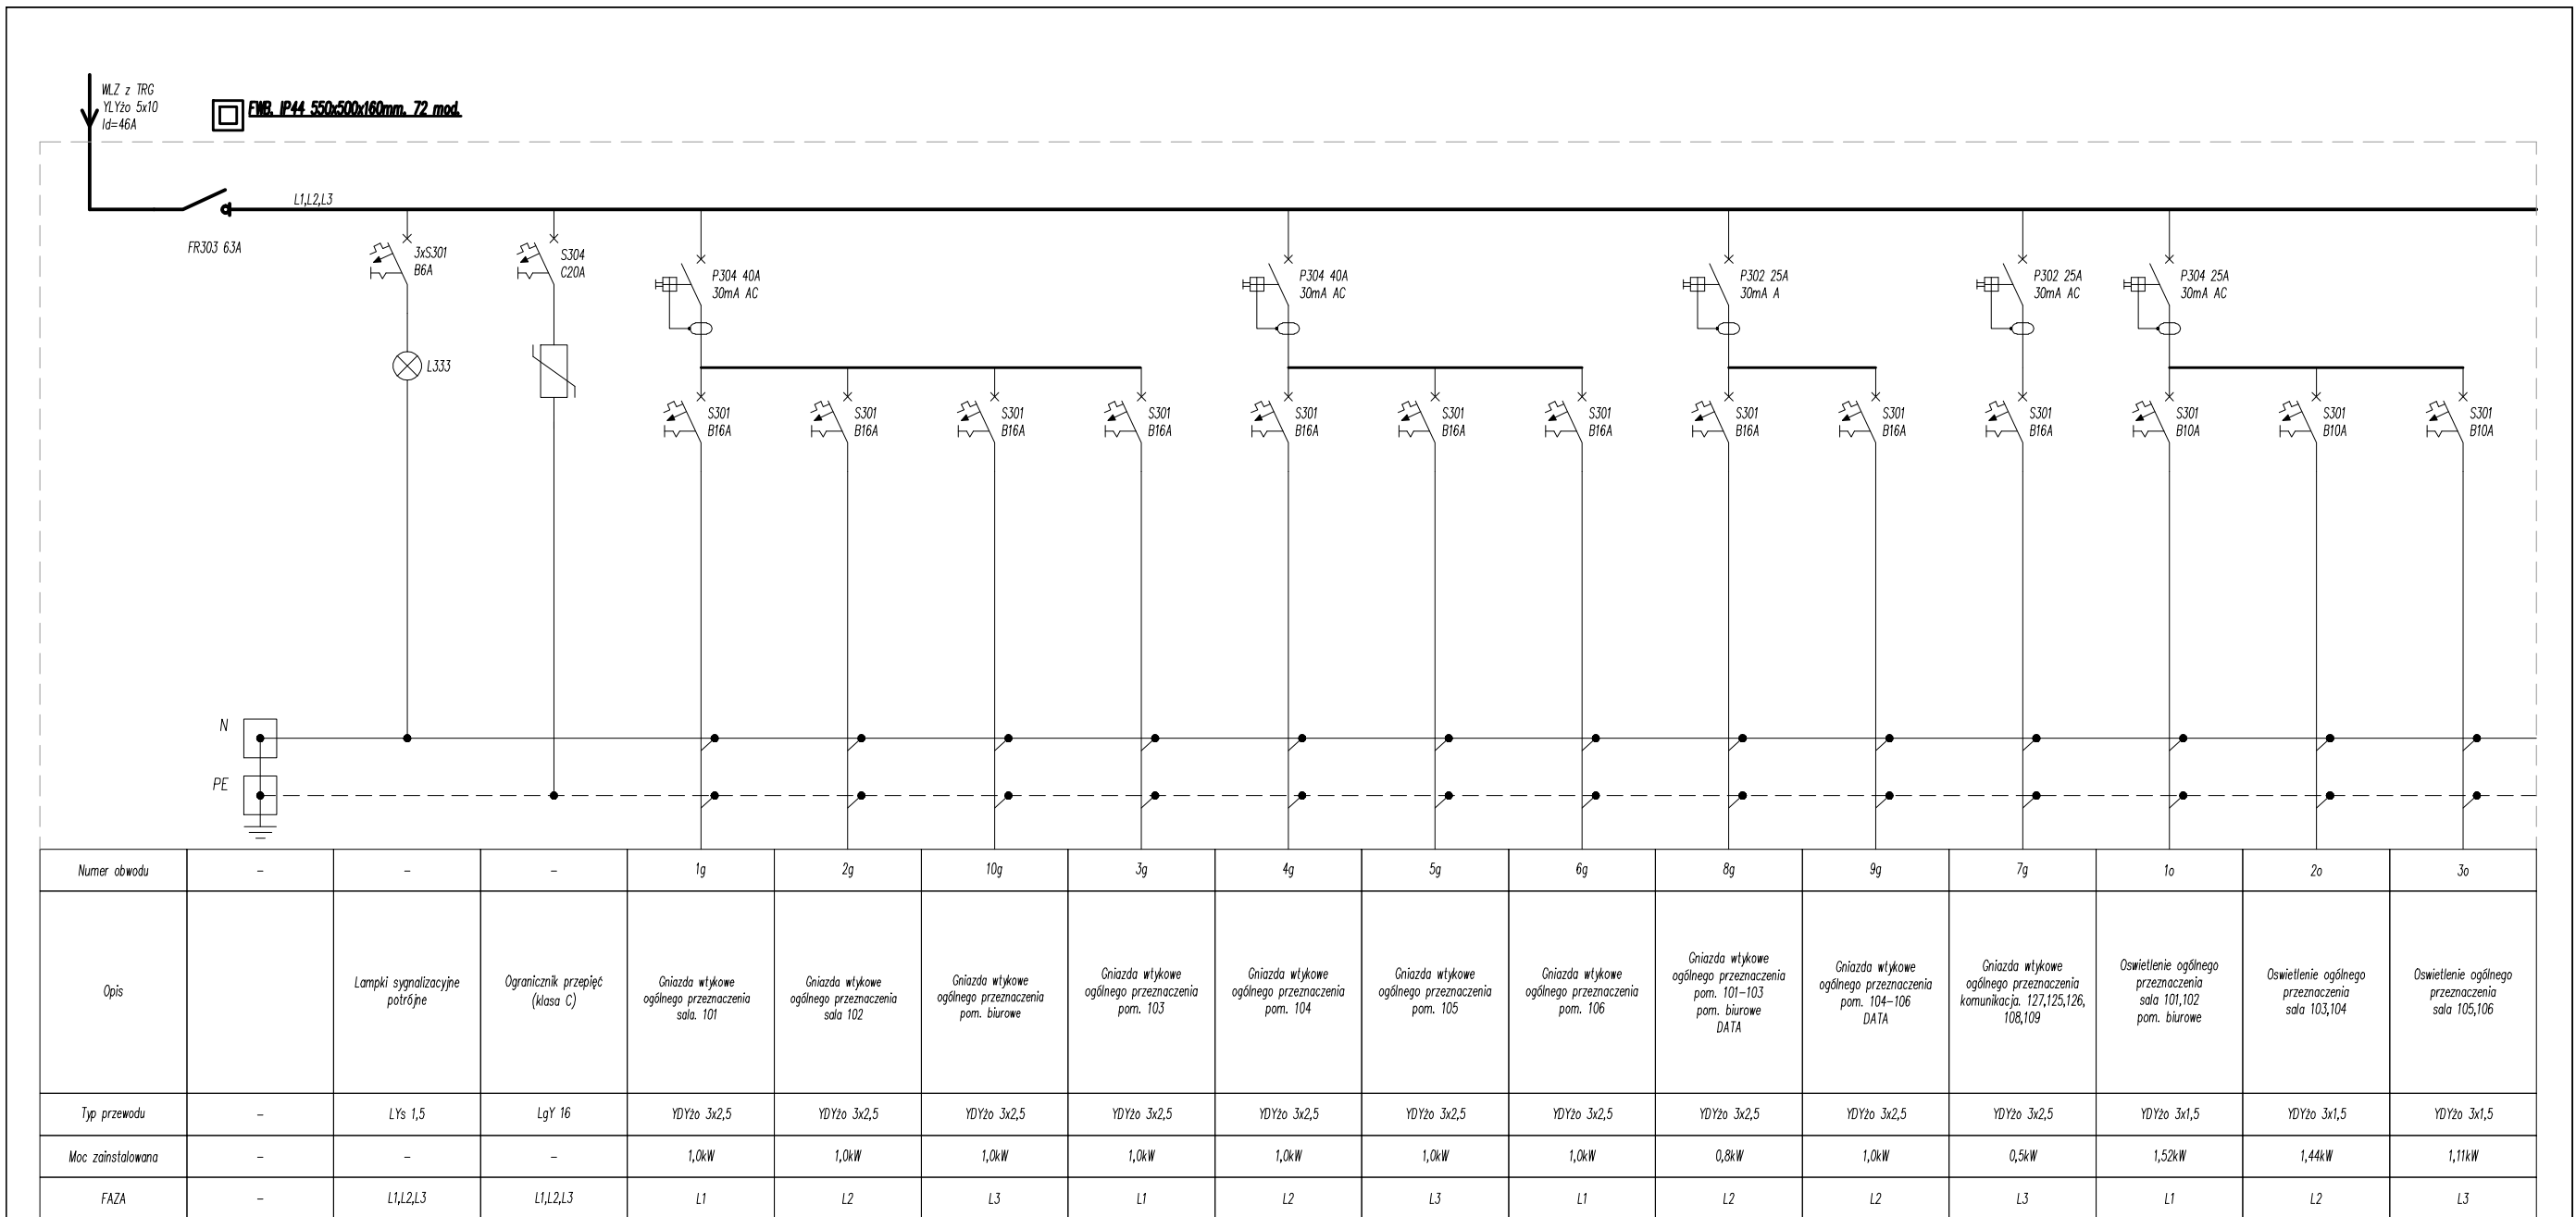 WLZ z TRG
YLYżo 5x10
Id=46A
FWB. IP44 550x500x160mm. 72 mod.
L1,L2,L3
FR303 63A
3xS301
B6A
L333
S304
C20A
P304 40A
30mA AC
P304 40A
30mA AC
P302 25A
30mA A
P302 25A
30mA AC
P304 25A
30mA AC
S301
B16A
S301
B16A
S301
B16A
S301
B16A
S301
B16A
S301
B16A
S301
B16A
S301
B16A
S301
B16A
S301
B16A
S301
B10A
S301
B10A
S301
B10A
N
PE
Numer obwodu - - - 1g 2g 10g 3g 4g 5g 6g 8g 9g 7g 1o 2o 3o
Opis
Lampki sygnalizacyjne
potrójne
Ogranicznik przepięć
(klasa C)
Gniazda wtykowe
ogólnego przeznaczenia
sala. 101
Gniazda wtykowe
ogólnego przeznaczenia
sala 102
Gniazda wtykowe
ogólnego przeznaczenia
pom. biurowe
Gniazda wtykowe
ogólnego przeznaczenia
pom. 103
Gniazda wtykowe
ogólnego przeznaczenia
pom. 104
Gniazda wtykowe
ogólnego przeznaczenia
pom. 105
Gniazda wtykowe
ogólnego przeznaczenia
pom. 106
Gniazda wtykowe
ogólnego przeznaczenia
pom. 101-103
pom. biurowe
DATA
Gniazda wtykowe
ogólnego przeznaczenia
pom. 104-106
DATA
Gniazda wtykowe
ogólnego przeznaczenia
komunikacja. 127,125,126,
108,109
Oswietlenie ogólnego
przeznaczenia
sala 101,102
pom. biurowe
Oswietlenie ogólnego
przeznaczenia
sala 103,104
Oswietlenie ogólnego
przeznaczenia
sala 105,106
Typ przewodu - LYs 1,5 LgY 16 YDYżo 3x2,5 YDYżo 3x2,5 YDYżo 3x2,5 YDYżo 3x2,5 YDYżo 3x2,5 YDYżo 3x2,5 YDYżo 3x2,5 YDYżo 3x2,5 YDYżo 3x2,5 YDYżo 3x2,5 YDYżo 3x1,5 YDYżo 3x1,5 YDYżo 3x1,5
Moc zainstalowana - - - 1,0kW 1,0kW 1,0kW 1,0kW 1,0kW 1,0kW 1,0kW 0,8kW 1,0kW 0,5kW 1,52kW 1,44kW 1,11kW
FAZA - L1,L2,L3 L1,L2,L3 L1 L2 L3 L1 L2 L3 L1 L2 L2 L3 L1 L2 L3